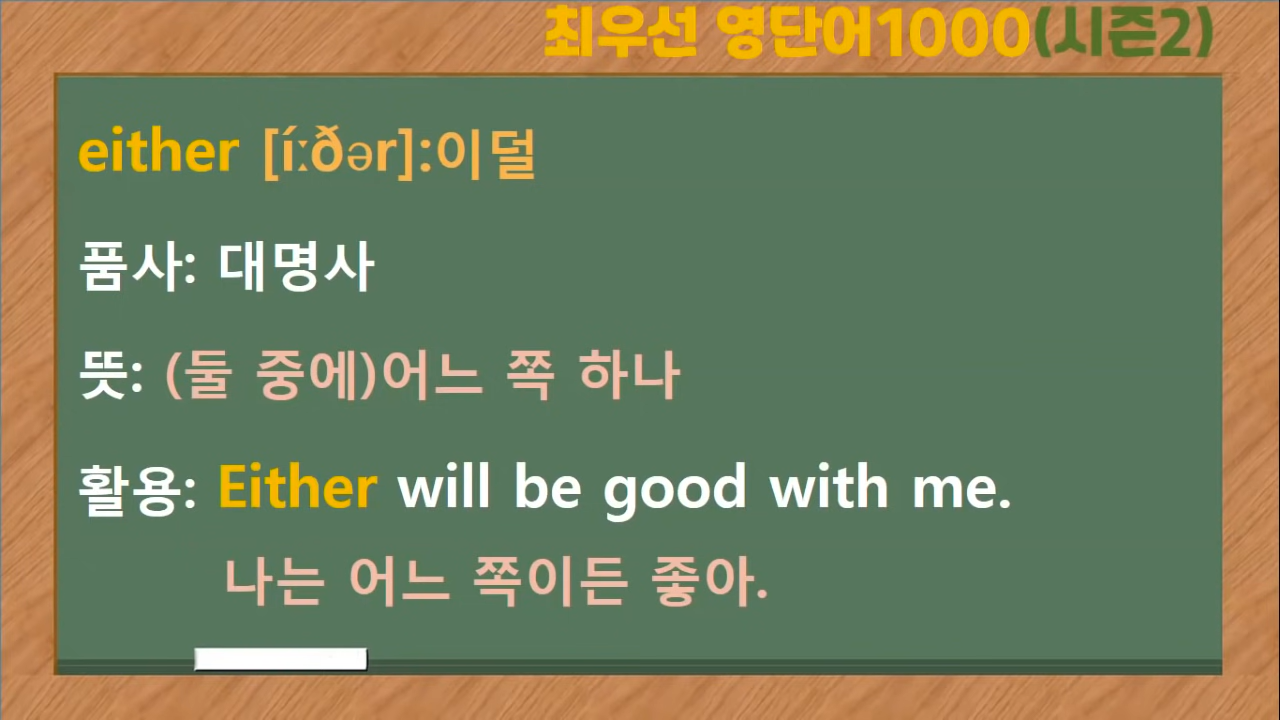 최우선 영단어1000(시즌2)
either [íːðər]:이덜
품사: 대명사
뜻: (둘 중에)어느 쪽 하나
활용: Either will be good with me.
나는 어느 쪽이든 좋아.